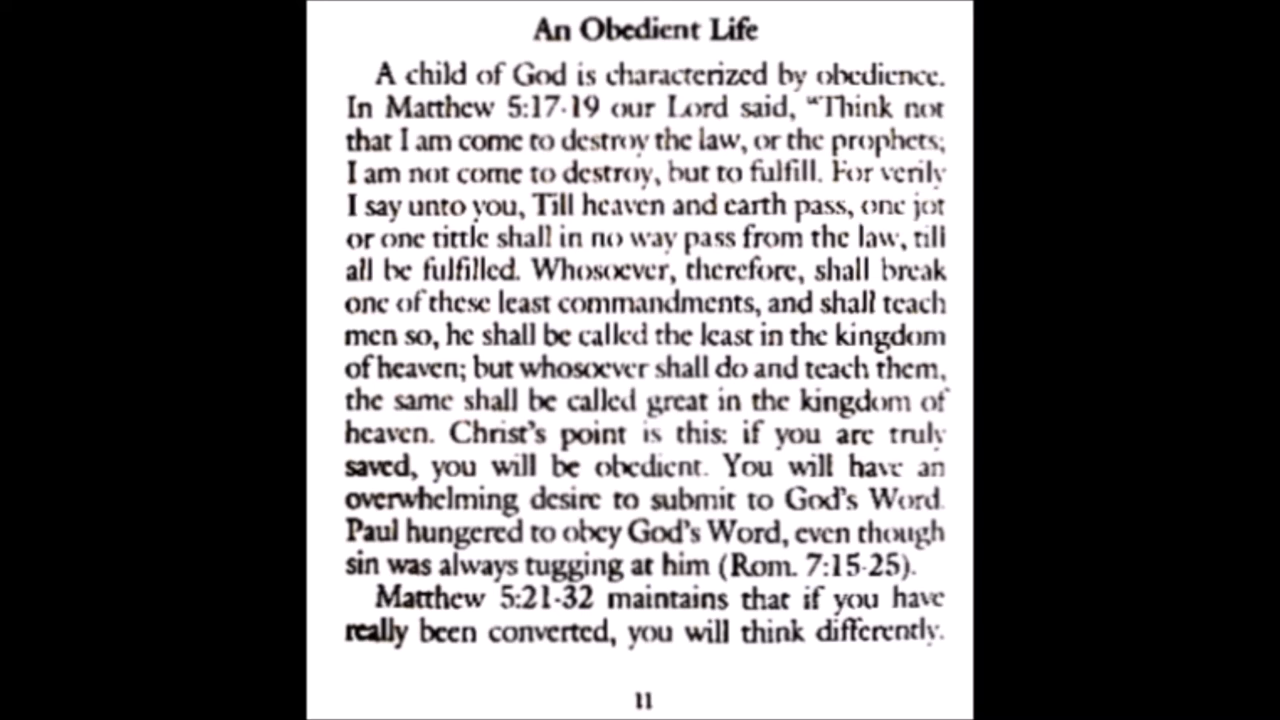 An Obedient Life
A child of God is characterized by obedience.
In Matthew 5:17-19 our Lord said, "Think not
that I am come to destroy the law, or the prophets;
I am not come to destroy, but to fulfill. For verily
I say unto you, Till heaven and earth pass, one jot
or one tittle shall in no way pass from the law, till
all be fulfilled. Whosoever, therefore, shall break
one of these least commandments, and shall teach
men so, he shall be called the least in the kingdom
of heaven; but whosoever shall do and teach them,
the same shall be called great in the kingdom of
heaven. Christ's point is this: if you are truly
saved, you will be obedient. You will have an
overwhelming desire to submit to God's Word.
Paul hungered to obey God's Word, even though
sin was always tugging at him (Rom. 7:15-25).
Matthew 5:21-32 maintains that if you have
really been converted, you will think differently.
11